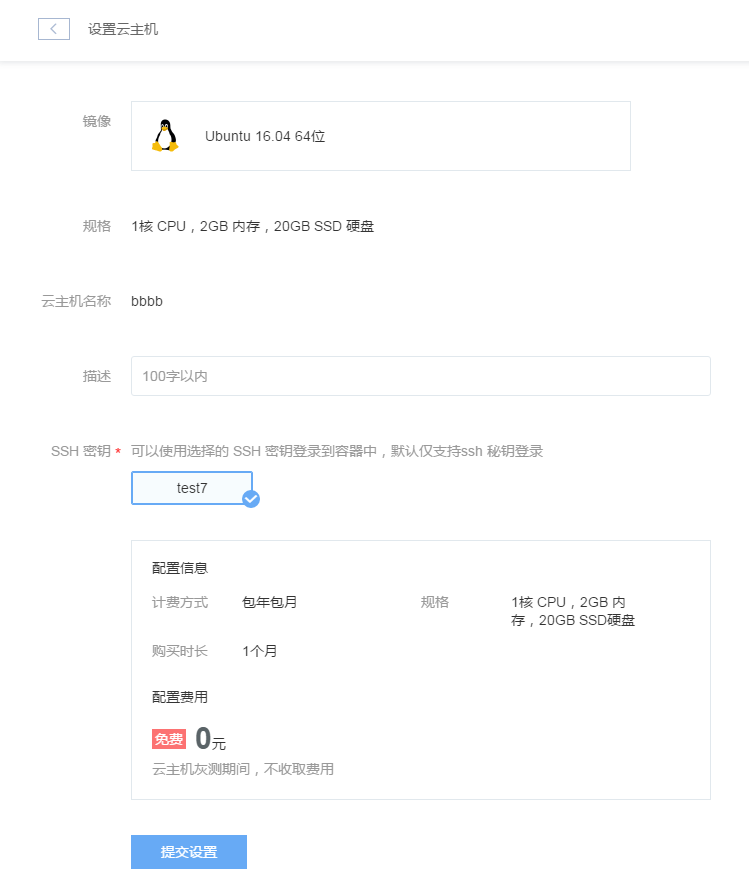 设置云主机
镜像
Ubuntu 16.04 64位
规格
1核 CPU，2GB 内存，20GB SSD 硬盘
云主机名称
bbbb
描述
100字以内
SSH 密钥 * 可以使用选择的 SSH 密钥登录到容器中，默认仅支持ssh 秘钥登录
test7
配置信息
计费方式
包年包月
规格
1核 CPU，2GB 内
存，20GB SSD硬盘
购买时长
1个月
配置费用
免费 0元
云主机灰测期间，不收取费用
提交设置